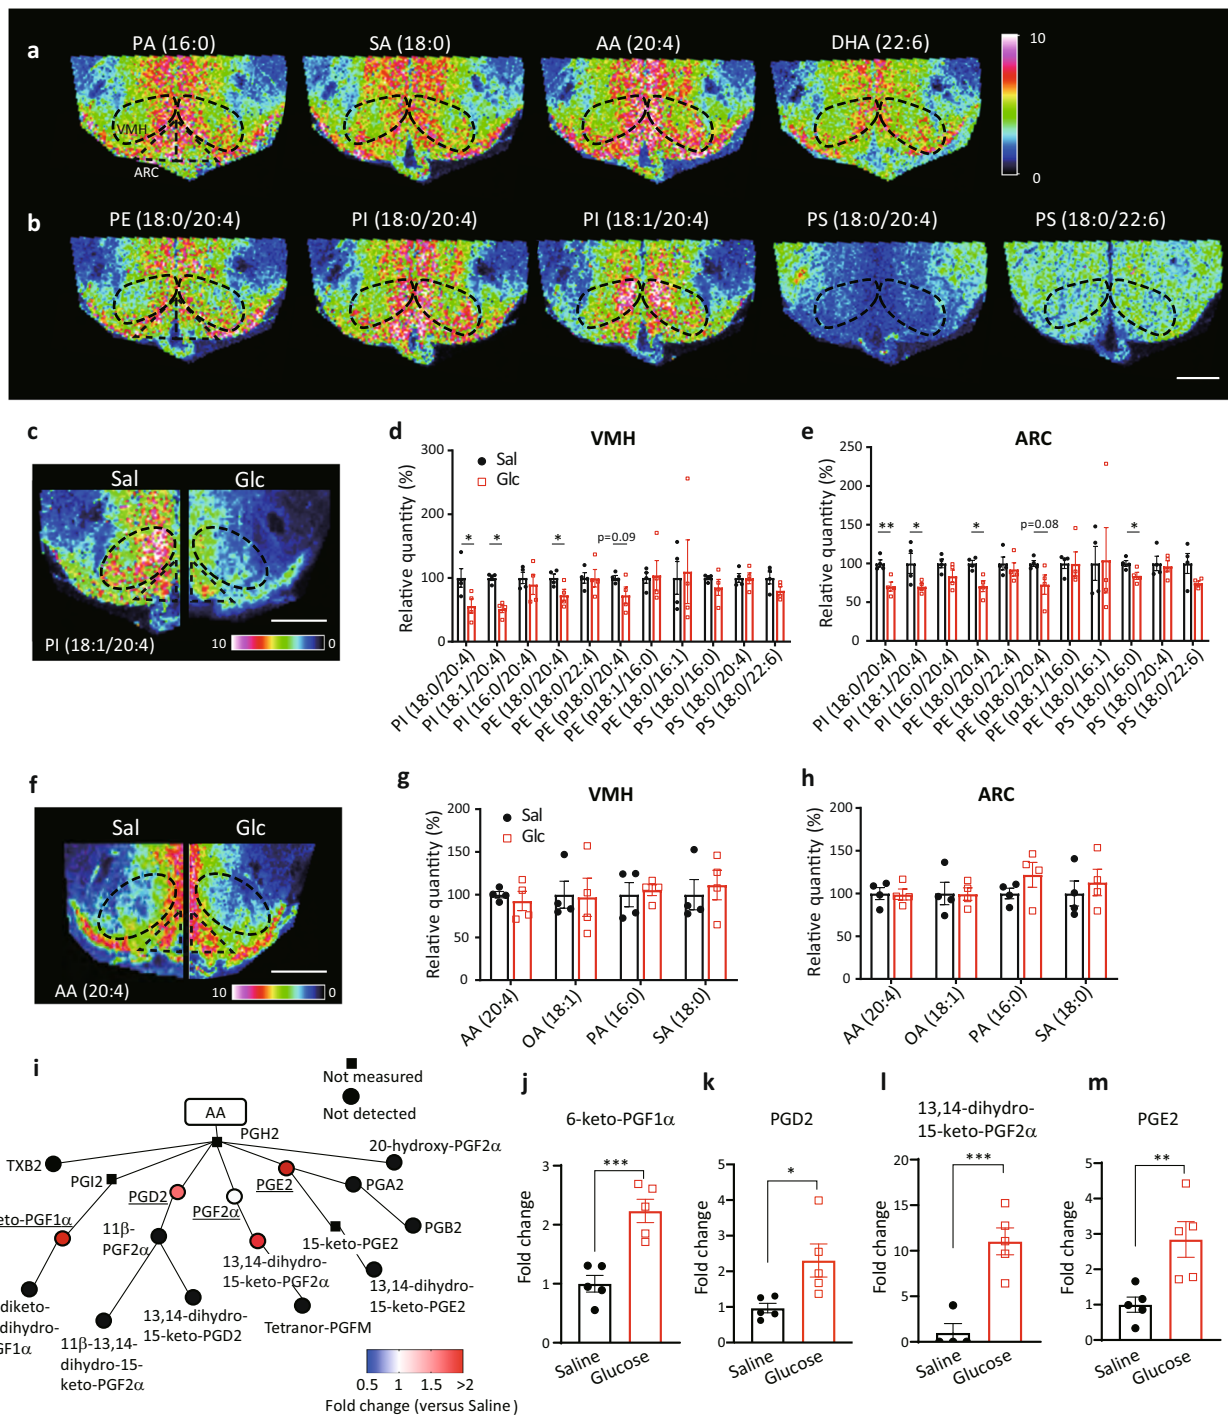 a
PA (16:0)
SA (18:0)
AA (20:4)
DHA (22:6)
10
0
VMH
ARC
b
PE (18:0/20:4)
PI (18:0/20:4)
PI (18:1/20:4)
PS (18:0/20:4)
PS (18:0/22:6)
c
Sal
Glc
PI (18:1/20:4)
10
0
d
VMH
Sal
Glc
Relative quantity (%)
300
200
100
0
*
*
*
p=0.09
PI (18:0/20:4)
PI (18:1/20:4)
PI (16:0/20:4)
PE (18:0/20:4)
PE (18:0/22:4)
PE (p18:0/20:4)
PE (p18:1/16:0)
PE (18:0/16:1)
PS (18:0/16:0)
PS (18:0/20:4)
PS (18:0/22:6)
e
ARC
Relative quantity (%)
250
200
150
100
50
0
**
*
*
p=0.08
*
PI (18:0/20:4)
PI (18:1/20:4)
PI (16:0/20:4)
PE (18:0/20:4)
PE (18:0/22:4)
PE (p18:0/20:4)
PE (p18:1/16:0)
PE (18:0/16:1)
PS (18:0/16:0)
PS (18:0/20:4)
PS (18:0/22:6)
f
Sal
Glc
AA (20:4)
10
0
g
VMH
Sal
Glc
Relative quantity (%)
200
150
100
50
0
AA (20:4)
OA (18:1)
PA (16:0)
SA (18:0)
h
ARC
Relative quantity (%)
200
150
100
50
0
AA (20:4)
OA (18:1)
PA (16:0)
SA (18:0)
i
Not measured
Not detected
AA
PGH2
20-hydroxy-PGF2α
TXB2
PGI2
PGD2
PGE2
PGA2
PGF2α
eto-PGF1α
11β-
PGF2α
15-keto-PGE2
PGB2
13,14-dihydro-
15-keto-PGF2α
13,14-dihydro-
15-keto-PGE2
diketo-
dihydro-
GF1α
13,14-dihydro-
15-keto-PGD2
Tetranor-PGFM
11β-13,14-
dihydro-15-
keto-PGF2α
0.5
1
1.5
>2
Fold change (versus Saline)
j
6-keto-PGF1α
Fold change
3
2
1
0
***
Saline
Glucose
k
PGD2
Fold change
5
4
3
2
1
0
*
Saline
Glucose
l
13,14-dihydro-
15-keto-PGF2α
Fold change
20
15
10
5
0
***
Saline
Glucose
m
PGE2
Fold change
5
4
3
2
1
0
**
Saline
Glucose